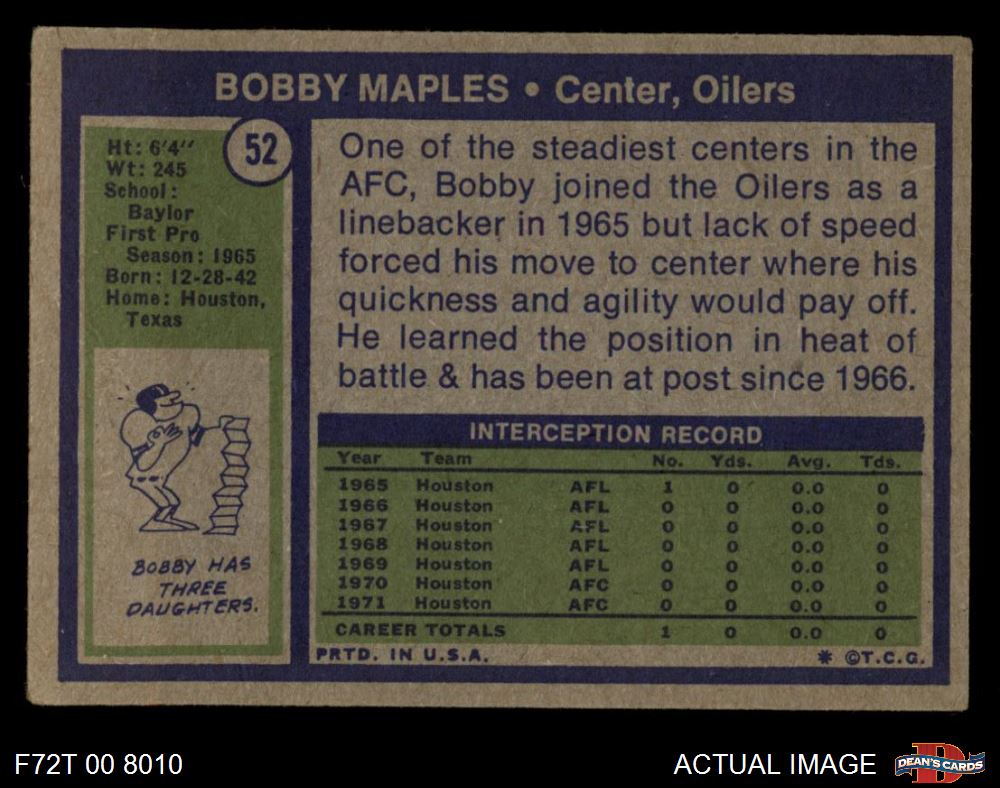 BOBBY MAPLES • Center, Oilers
52
Ht: 6'4"
Wt: 245
School:
Baylor
First Pro
Season: 1965
Born: 12-28-42
Home: Houston,
Texas
One of the steadiest centers in the
AFC, Bobby joined the Oilers as a
linebacker in 1965 but lack of speed
forced his move to center where his
quickness and agility would pay off.
He learned the position in heat of
battle & has been at post since 1966.
BOBBY HAS
THREE
DAUGHTERS.
INTERCEPTION RECORD
Year Team No. Yds. Avg. Tds.
1965 Houston AFL 1 0 0.0 0
1966 Houston AFL 0 0 0.0 0
1967 Houston AFL 0 0 0.0 0
1968 Houston AFL 0 0 0.0 0
1969 Houston AFL 0 0 0.0 0
1970 Houston AFC 0 0 0.0 0
1971 Houston AFC 0 0 0.0 0
CAREER TOTALS 1 0 0.0 0
PRTD. IN U.S.A. * ©T.C.G.
F72T 00 8010 ACTUAL IMAGE
D
DEAN'S CARDS